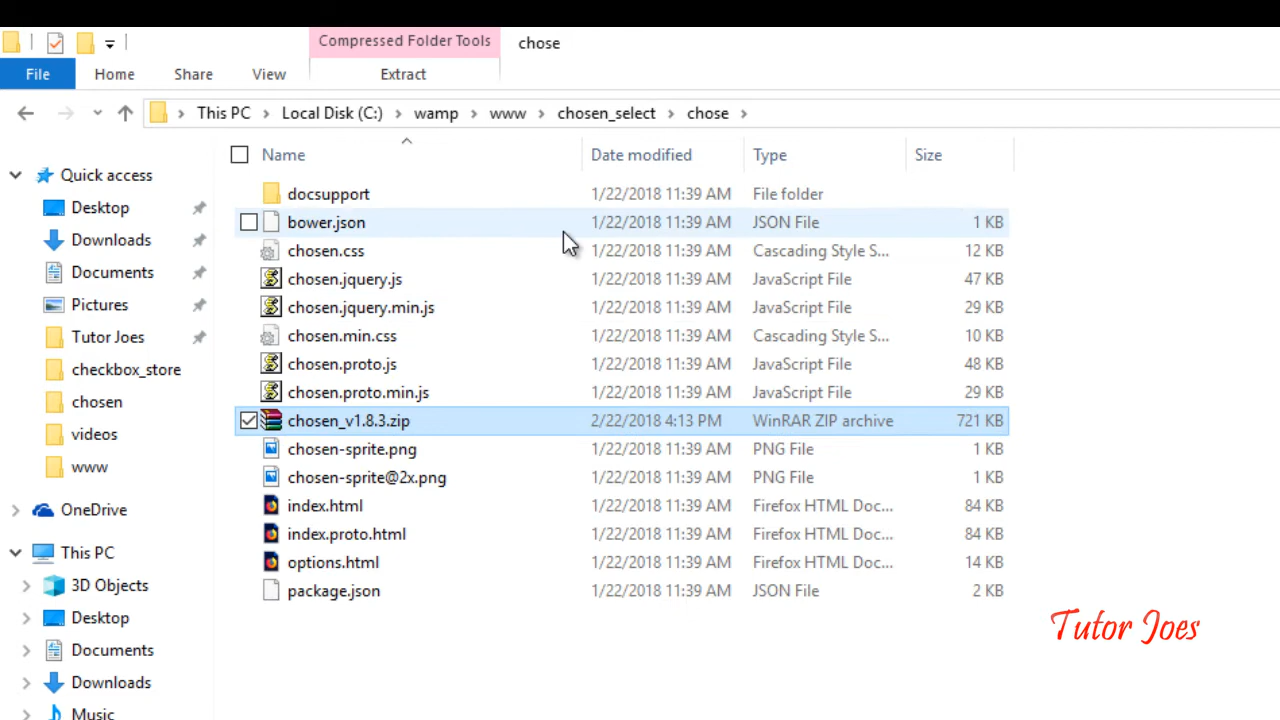 Compressed Folder Tools chose
File Home Share View Extract
This PC Local Disk (C:) wamp www chosen_select chose
Name Date modified Type Size
Quick access
Desktop
Downloads
Documents
Pictures
Tutor Joes
checkbox_store
chosen
videos
www
OneDrive
This PC
3D Objects
Desktop
Documents
Downloads
Music
docsupport 1/22/2018 11:39 AM File folder
bower.json 1/22/2018 11:39 AM JSON File 1 KB
chosen.css 1/22/2018 11:39 AM Cascading Style S... 12 KB
chosen.jquery.js 1/22/2018 11:39 AM JavaScript File 47 KB
chosen.jquery.min.js 1/22/2018 11:39 AM JavaScript File 29 KB
chosen.min.css 1/22/2018 11:39 AM Cascading Style S... 10 KB
chosen.proto.js 1/22/2018 11:39 AM JavaScript File 48 KB
chosen.proto.min.js 1/22/2018 11:39 AM JavaScript File 29 KB
chosen_v1.8.3.zip 2/22/2018 4:13 PM WinRAR ZIP archive 721 KB
chosen-sprite.png 1/22/2018 11:39 AM PNG File 1 KB
chosen-sprite@2x.png 1/22/2018 11:39 AM PNG File 1 KB
index.html 1/22/2018 11:39 AM Firefox HTML Doc... 84 KB
index.proto.html 1/22/2018 11:39 AM Firefox HTML Doc... 84 KB
options.html 1/22/2018 11:39 AM Firefox HTML Doc... 14 KB
package.json 1/22/2018 11:39 AM JSON File 2 KB
Tutor Joes